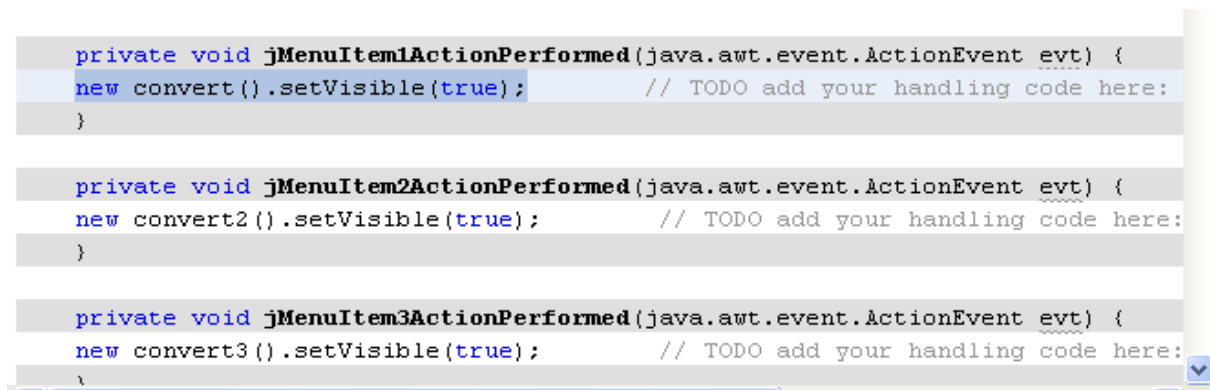 private void jMenuItem1ActionPerformed(java.awt.event.ActionEvent evt) {
new convert().setVisible(true);        // TODO add your handling code here:
}
private void jMenuItem2ActionPerformed(java.awt.event.ActionEvent evt) {
new convert2().setVisible(true);        // TODO add your handling code here:
}
private void jMenuItem3ActionPerformed(java.awt.event.ActionEvent evt) {
new convert3().setVisible(true);        // TODO add your handling code here:
}